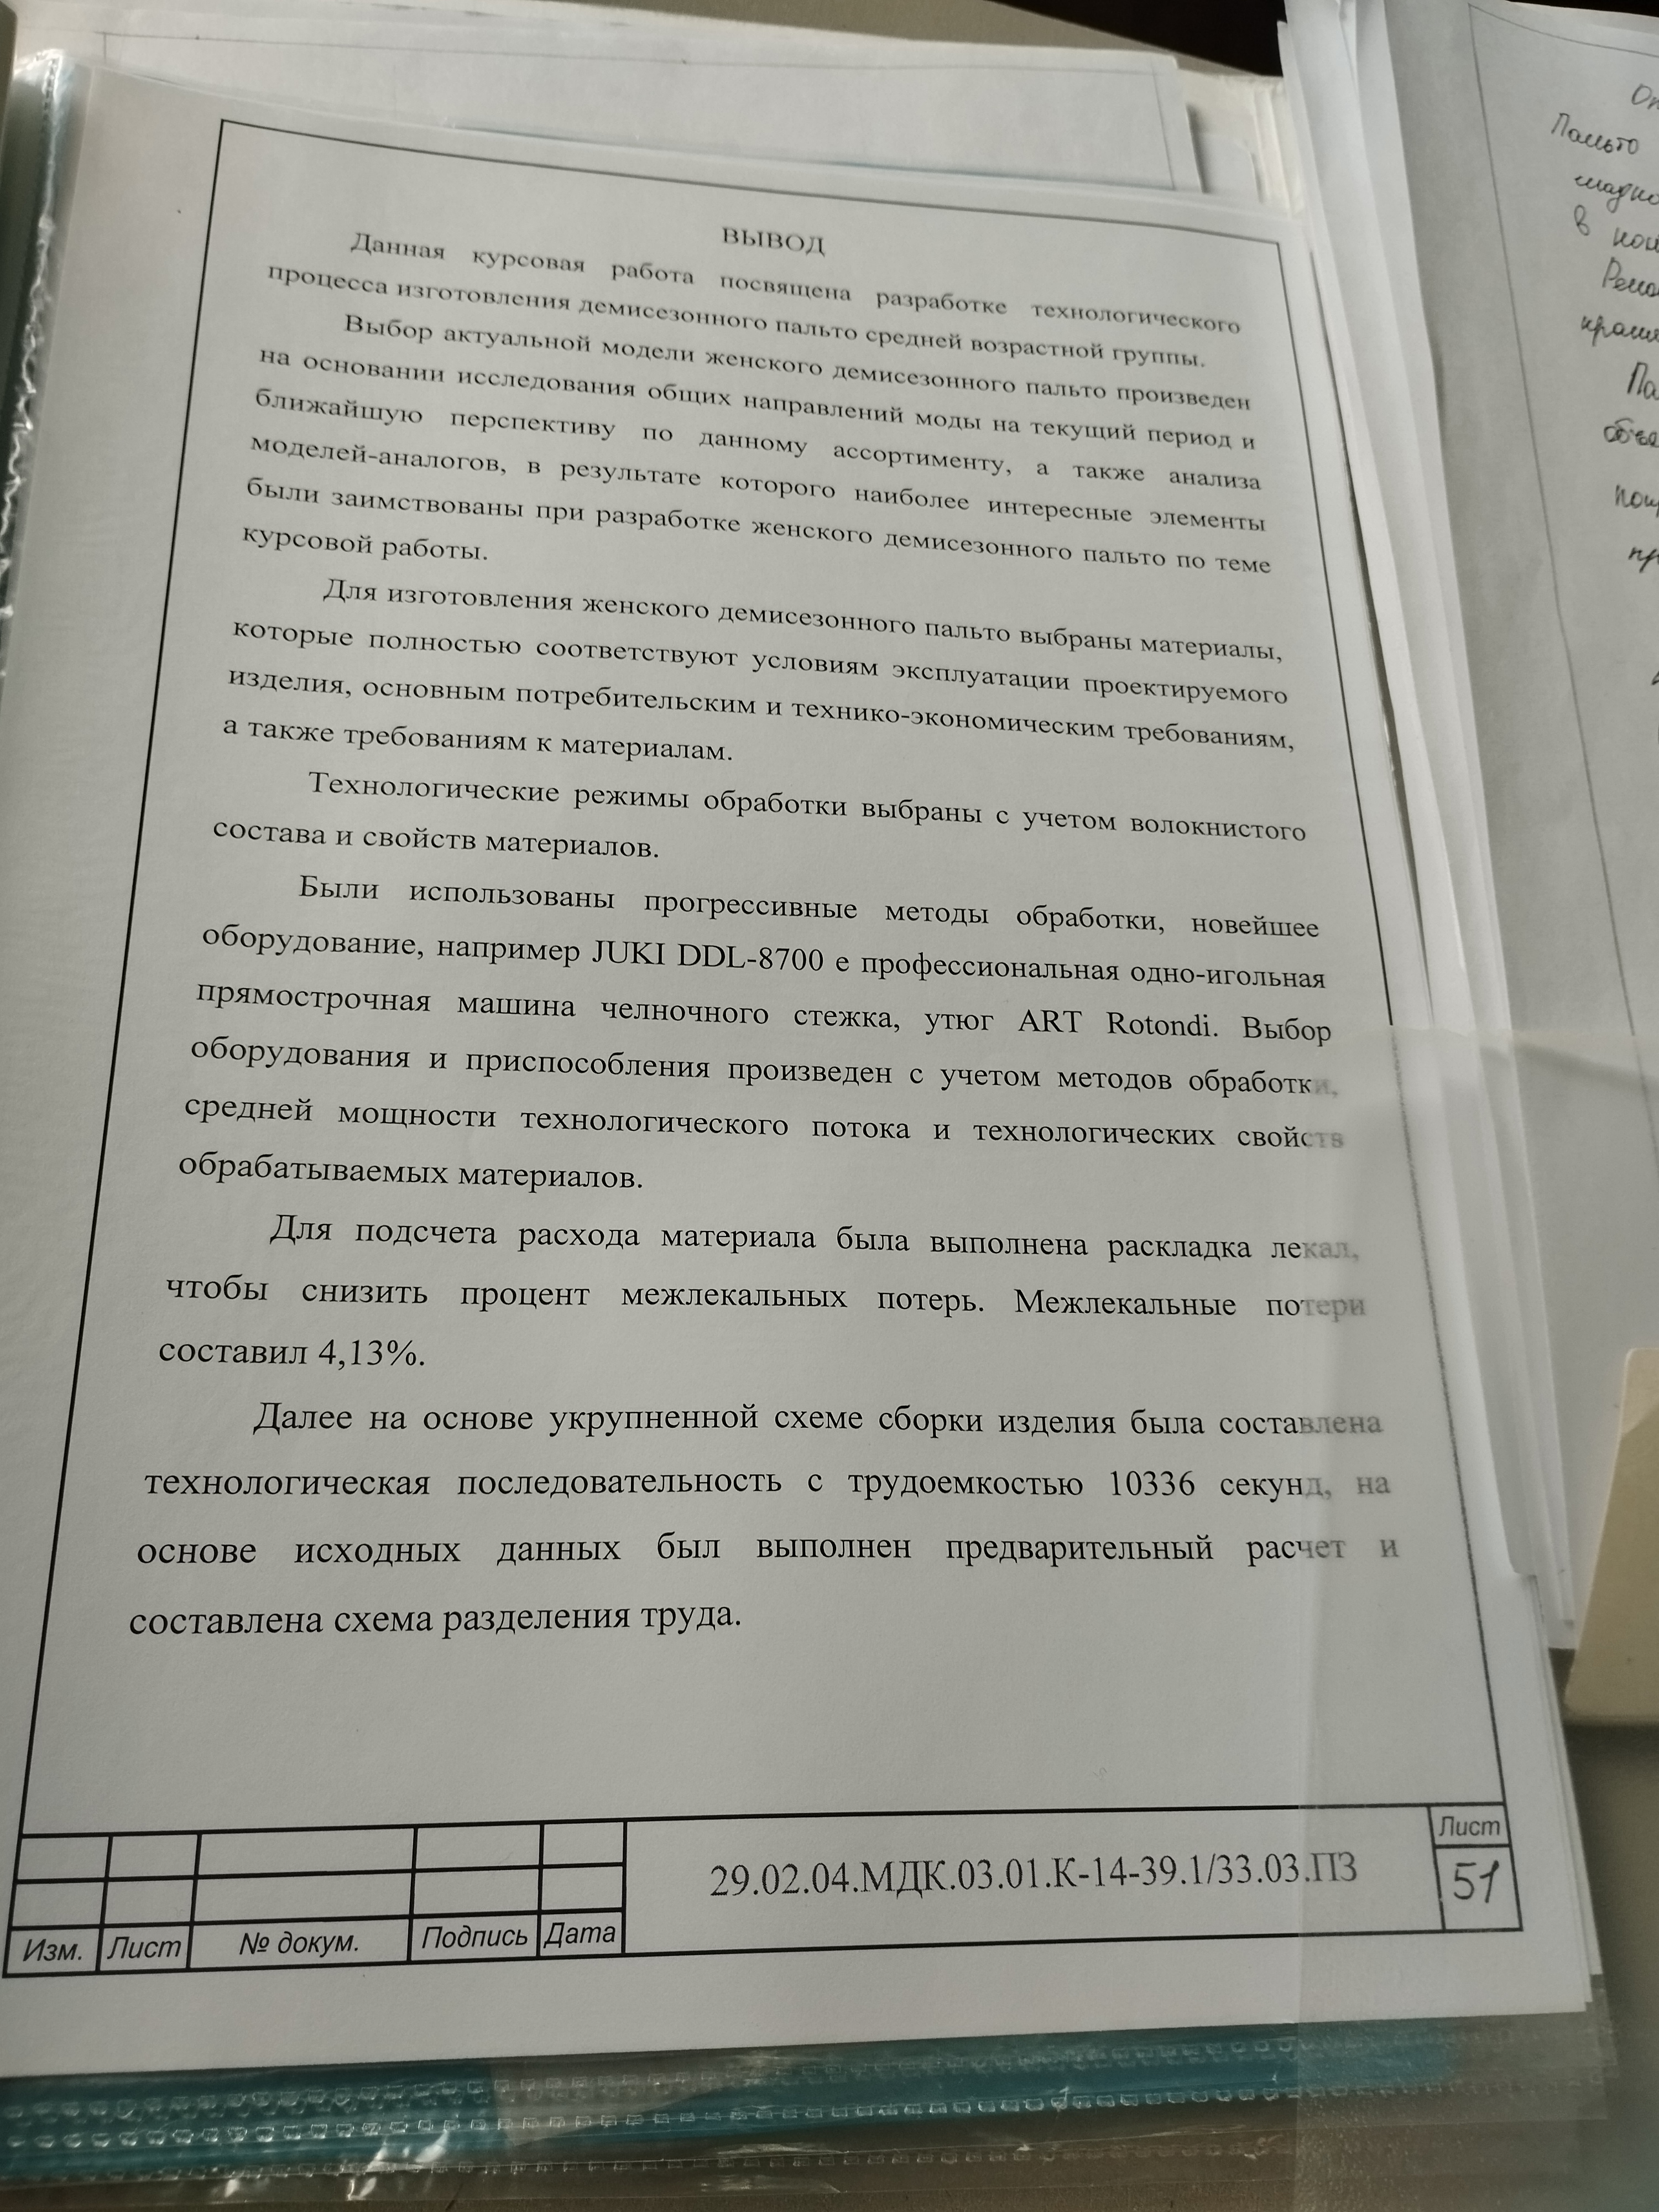 ВЫВОД
Данная курсовая работа посвящена разработке технологического
процесса изготовления демисезонного пальто средней возрастной группы.
Выбор актуальной модели женского демисезонного пальто произведен
на основании исследования общих направлений моды на текущий период и
ближайшую перспективу по данному ассортименту, а также анализа
моделей-аналогов, в результате которого наиболее интересные элементы
были заимствованы при разработке женского демисезонного пальто по теме
курсовой работы.
Для изготовления женского демисезонного пальто выбраны материалы,
которые полностью соответствуют условиям эксплуатации проектируемого
изделия, основным потребительским и технико-экономическим требованиям,
а также требованиям к материалам.
Технологические режимы обработки выбраны с учетом волокнистого
состава и свойств материалов.
Были использованы прогрессивные методы обработки, новейшее
оборудование, например JUKI DDL-8700 е профессиональная одно-игольная
прямострочная машина челночного стежка, утюг ART Rotondi. Выбор
оборудования и приспособления произведен с учетом методов обработки,
средней мощности технологического потока и технологических свойств
обрабатываемых материалов.
Для подсчета расхода материала была выполнена раскладка лекал,
чтобы снизить процент межлекальных потерь. Межлекальные потери
составил 4,13%.
Далее на основе укрупненной схеме сборки изделия была составлена
технологическая последовательность с трудоемкостью 10336 секунд, на
основе исходных данных был выполнен предварительный расчет и
составлена схема разделения труда.
29.02.04.МДК.03.01.К-14-39.1/33.03.ПЗ
Лист
51
Изм. Лист № докум. Подпись Дата
Пальто
в